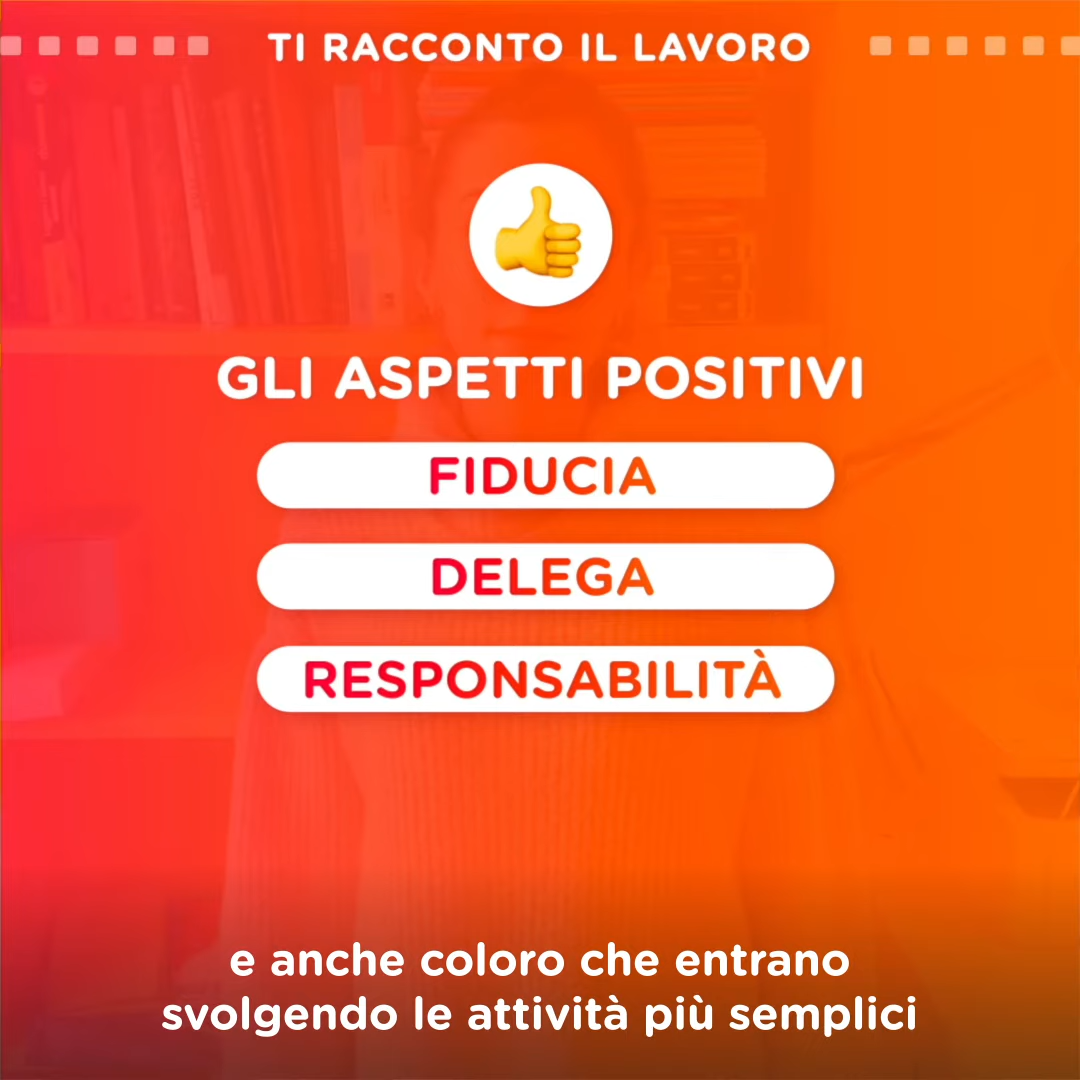 TI RACCONTO IL LAVORO
GLI ASPETTI POSITIVI
FIDUCIA
DELEGA
RESPONSABILITÀ
e anche coloro che entrano
svolgendo le attività più semplici